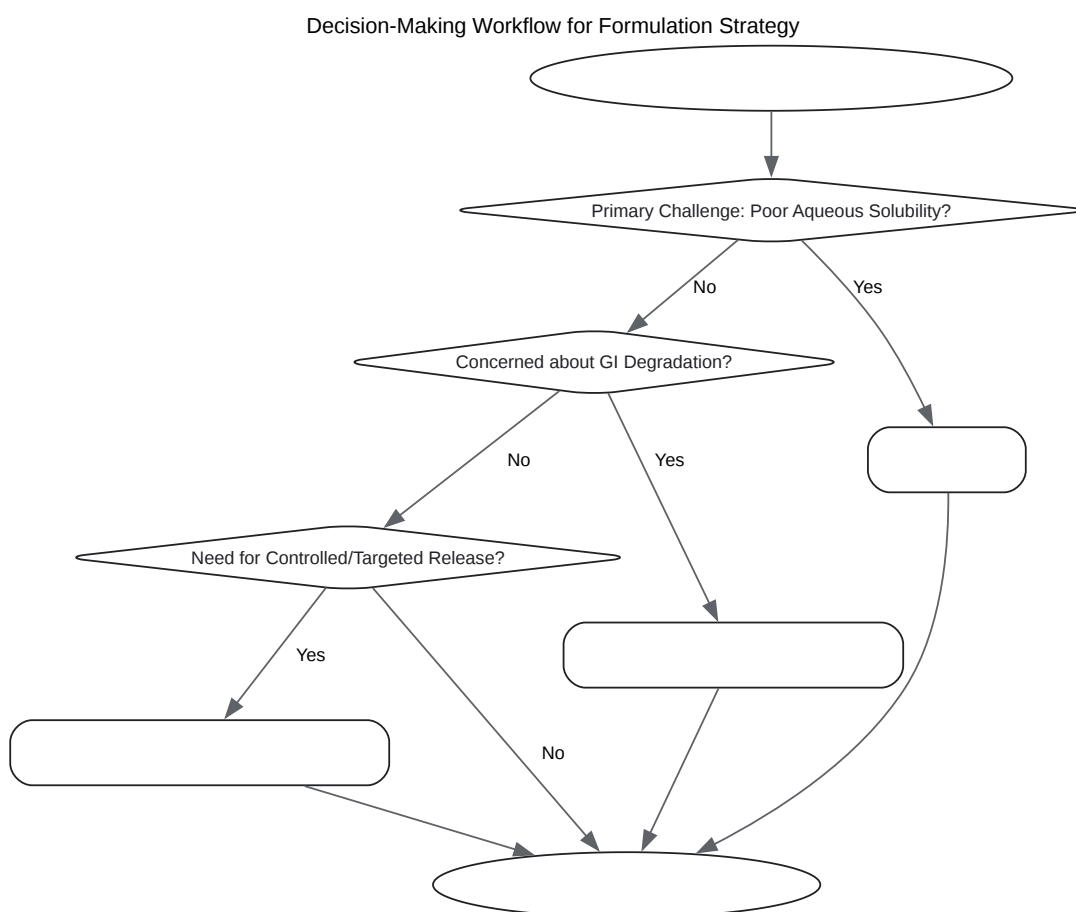 Decision-Making Workflow for Formulation Strategy
Primary Challenge: Poor Aqueous Solubility?
No
Yes
Concerned about GI Degradation?
No
Yes
Need for Controlled/Targeted Release?
Yes
No